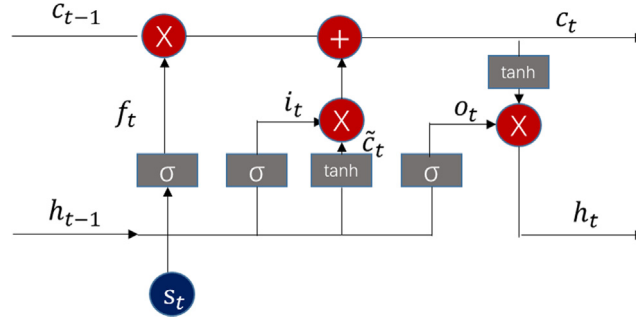 c_{t−1} × + c_t
tanh
f_t i_t × c̃_t o_t ×
σ σ tanh σ
h_{t−1} h_t
s_t